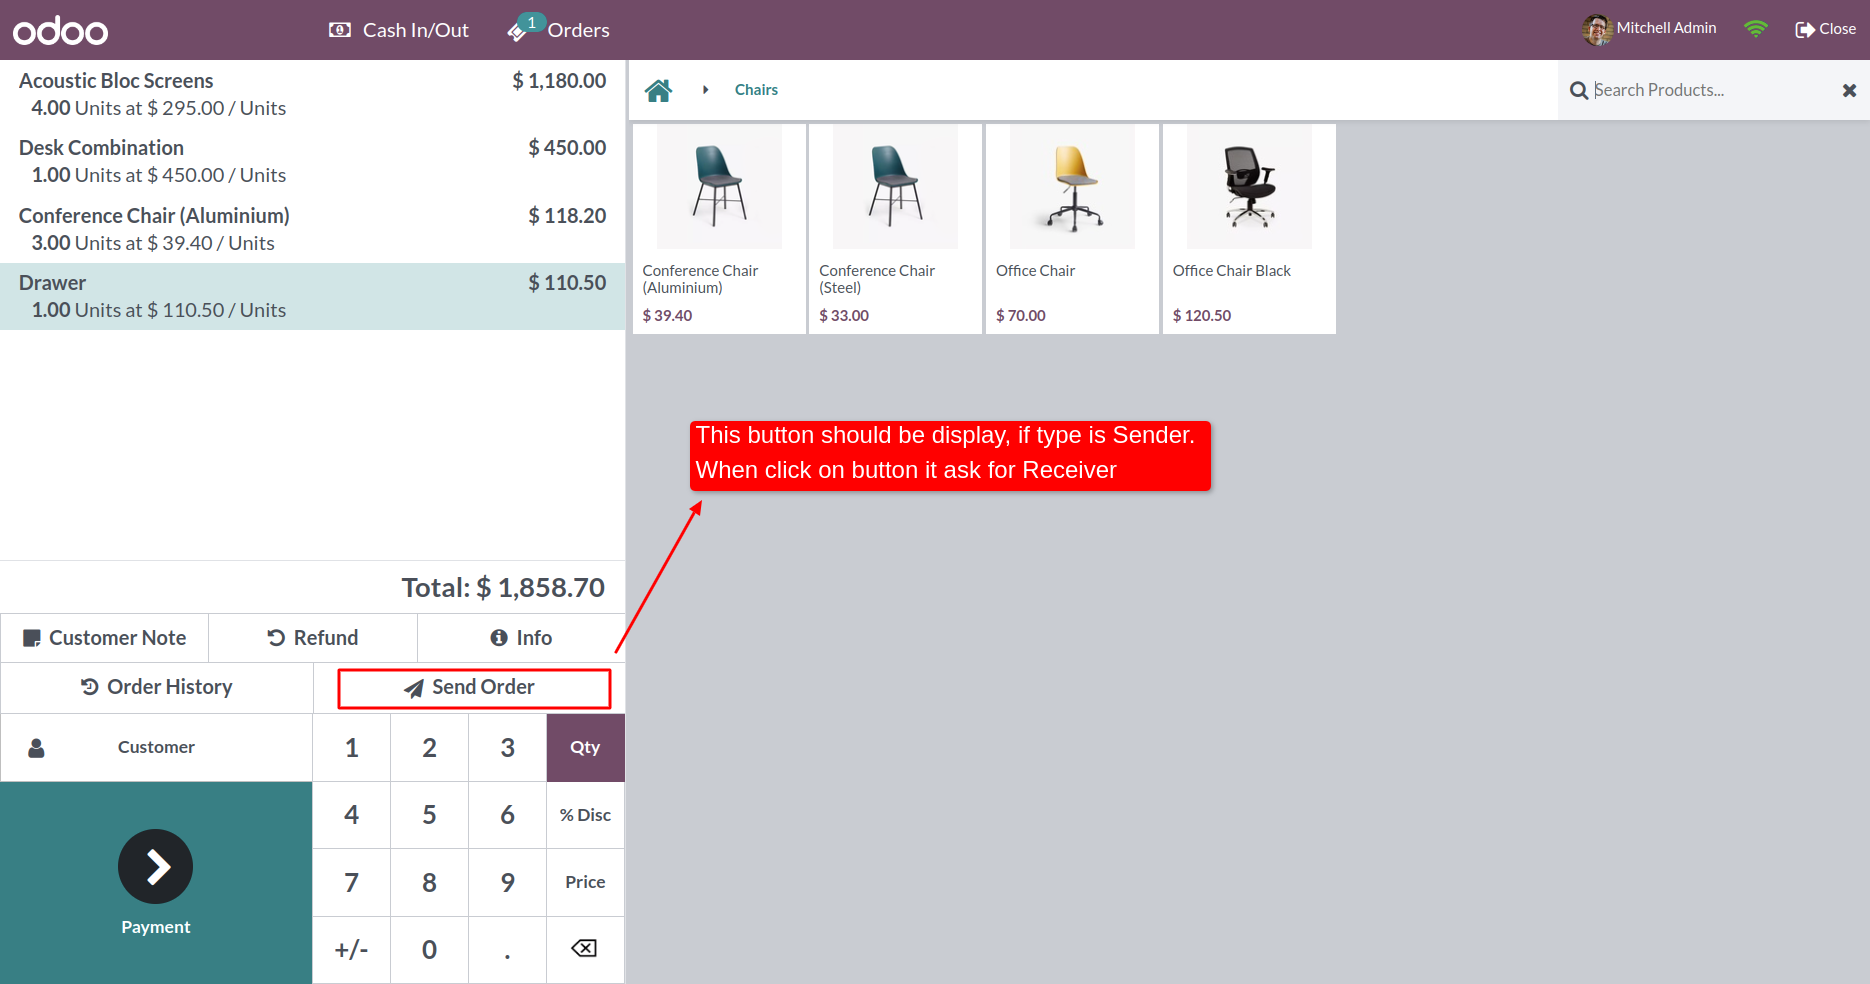 odoo
Cash In/Out
1
Orders
Mitchell Admin
Close
Acoustic Bloc Screens $ 1,180.00
4.00 Units at $ 295.00 / Units
Desk Combination $ 450.00
1.00 Units at $ 450.00 / Units
Conference Chair (Aluminium) $ 118.20
3.00 Units at $ 39.40 / Units
Drawer $ 110.50
1.00 Units at $ 110.50 / Units
Total: $ 1,858.70
Customer Note
Refund
Info
Order History
Send Order
Customer
1 2 3 Qty
4 5 6 % Disc
7 8 9 Price
+/- 0 .
Payment
Chairs
Search Products...
Conference Chair
(Aluminium)
$ 39.40
Conference Chair
(Steel)
$ 33.00
Office Chair
$ 70.00
Office Chair Black
$ 120.50
This button should be display, if type is Sender.
When click on button it ask for Receiver